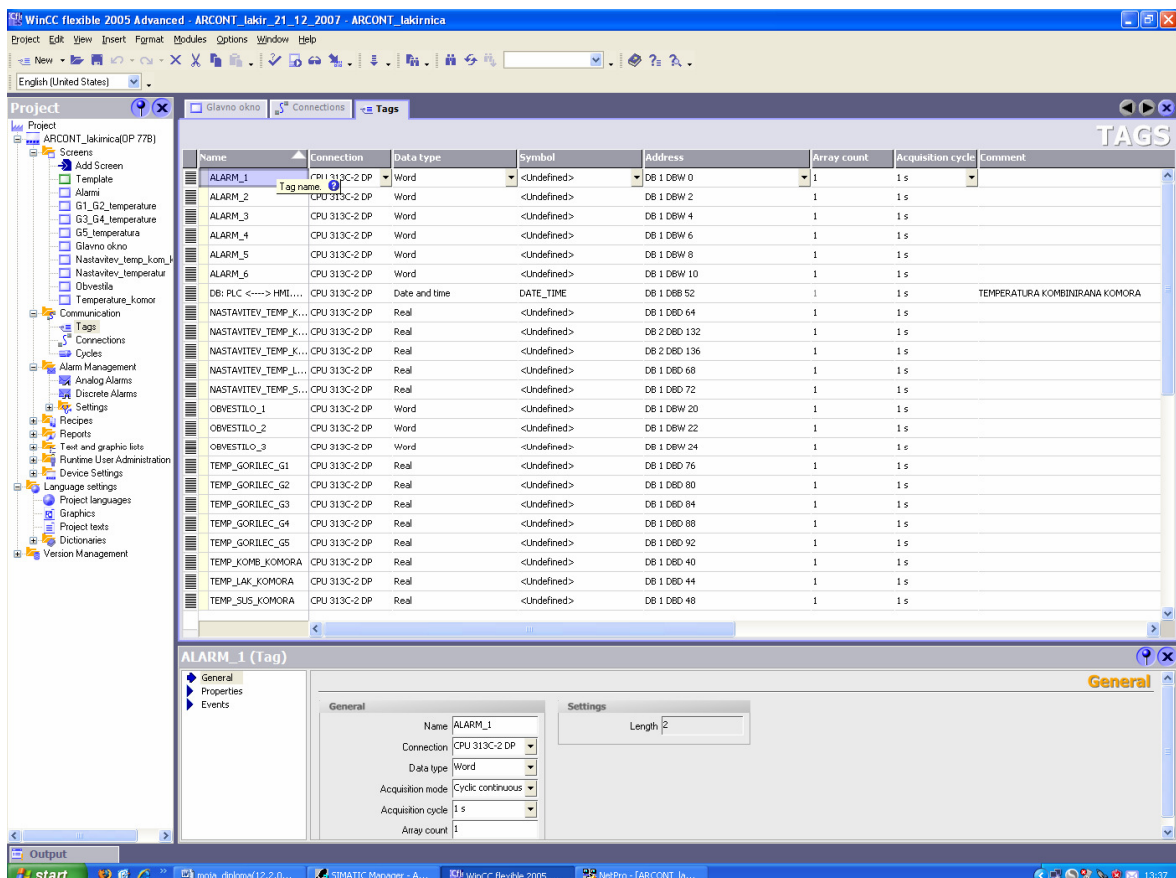 WinCC flexible 2005 Advanced - ARCONT_lakir_21_12_2007 - ARCONT_lakirnica
Project Edit View Insert Format Modules Options Window Help
New
English (United States)
Project
Glavno okno Connections Tags
TAGS
Project
ARCONT_lakirnica(OP 77B)
Screens
Add Screen
Template
Alarmi
G1_G2_temperature
G3_G4_temperature
G5_temperatura
Glavno okno
Nastavitev_temp_kom_k
Nastavitev_temperatur
Obvestila
Temperature_komor
Communication
Tags
Connections
Cycles
Alarm Management
Analog Alarms
Discrete Alarms
Settings
Recipes
Reports
Text and graphic lists
Runtime User Administration
Device Settings
Language settings
Project languages
Graphics
Project texts
Dictionaries
Version Management
Name Connection Data type Symbol Address Array count Acquisition cycle Comment
ALARM_1 CPU 313C-2 DP Word <Undefined> DB 1 DBW 0 1 1 s
Tag name.
ALARM_2 CPU 313C-2 DP Word <Undefined> DB 1 DBW 2 1 1 s
ALARM_3 CPU 313C-2 DP Word <Undefined> DB 1 DBW 4 1 1 s
ALARM_4 CPU 313C-2 DP Word <Undefined> DB 1 DBW 6 1 1 s
ALARM_5 CPU 313C-2 DP Word <Undefined> DB 1 DBW 8 1 1 s
ALARM_6 CPU 313C-2 DP Word <Undefined> DB 1 DBW 10 1 1 s
DB: PLC <----> HMI.... CPU 313C-2 DP Date and time DATE_TIME DB 1 DBB 52 1 1 s TEMPERATURA KOMBINIRANA KOMORA
NASTAVITEV_TEMP_K... CPU 313C-2 DP Real <Undefined> DB 1 DBD 64 1 1 s
NASTAVITEV_TEMP_K... CPU 313C-2 DP Real <Undefined> DB 2 DBD 132 1 1 s
NASTAVITEV_TEMP_K... CPU 313C-2 DP Real <Undefined> DB 2 DBD 136 1 1 s
NASTAVITEV_TEMP_L... CPU 313C-2 DP Real <Undefined> DB 1 DBD 68 1 1 s
NASTAVITEV_TEMP_S... CPU 313C-2 DP Real <Undefined> DB 1 DBD 72 1 1 s
OBVESTILO_1 CPU 313C-2 DP Word <Undefined> DB 1 DBW 20 1 1 s
OBVESTILO_2 CPU 313C-2 DP Word <Undefined> DB 1 DBW 22 1 1 s
OBVESTILO_3 CPU 313C-2 DP Word <Undefined> DB 1 DBW 24 1 1 s
TEMP_GORILEC_G1 CPU 313C-2 DP Real <Undefined> DB 1 DBD 76 1 1 s
TEMP_GORILEC_G2 CPU 313C-2 DP Real <Undefined> DB 1 DBD 80 1 1 s
TEMP_GORILEC_G3 CPU 313C-2 DP Real <Undefined> DB 1 DBD 84 1 1 s
TEMP_GORILEC_G4 CPU 313C-2 DP Real <Undefined> DB 1 DBD 88 1 1 s
TEMP_GORILEC_G5 CPU 313C-2 DP Real <Undefined> DB 1 DBD 92 1 1 s
TEMP_KOMB_KOMORA CPU 313C-2 DP Real <Undefined> DB 1 DBD 40 1 1 s
TEMP_LAK_KOMORA CPU 313C-2 DP Real <Undefined> DB 1 DBD 44 1 1 s
TEMP_SUS_KOMORA CPU 313C-2 DP Real <Undefined> DB 1 DBD 48 1 1 s
ALARM_1 (Tag)
General
Properties
Events
General
General
Name ALARM_1
Connection CPU 313C-2 DP
Data type Word
Acquisition mode Cyclic continuous
Acquisition cycle 1 s
Array count 1
Settings
Length 2
Output
start moja_diploma(12.2.0... SIMATIC Manager - A... WinCC flexible 2005 ... NetPro - [ARCONT_la... 13:37